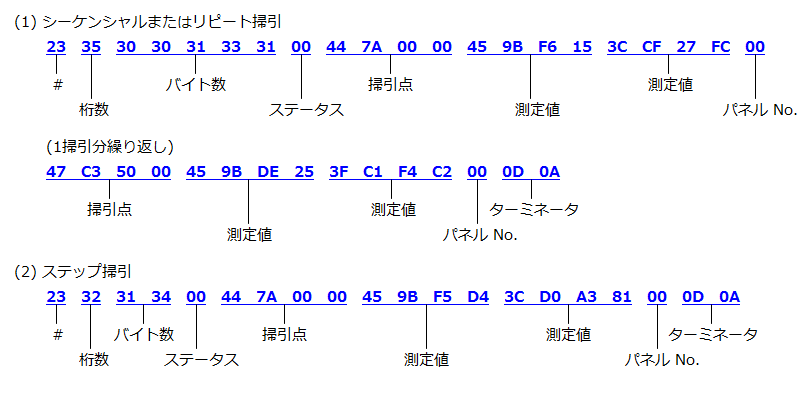 (1) シーケンシャルまたはリピート掃引
23 35 30 30 31 33 31 00 44 7A 00 00 45 9B F6 15 3C CF 27 FC 00
# バイト数 掃引点 測定値
桁数 ステータス 測定値 パネル No.
(1掃引分繰り返し)
47 C3 50 00 45 9B DE 25 3F C1 F4 C2 00 0D 0A
掃引点 測定値 ターミネータ
測定値 パネル No.
(2) ステップ掃引
23 32 31 34 00 44 7A 00 00 45 9B F5 D4 3C D0 A3 81 00 0D 0A
# バイト数 掃引点 測定値 ターミネータ
桁数 ステータス 測定値 パネル No.